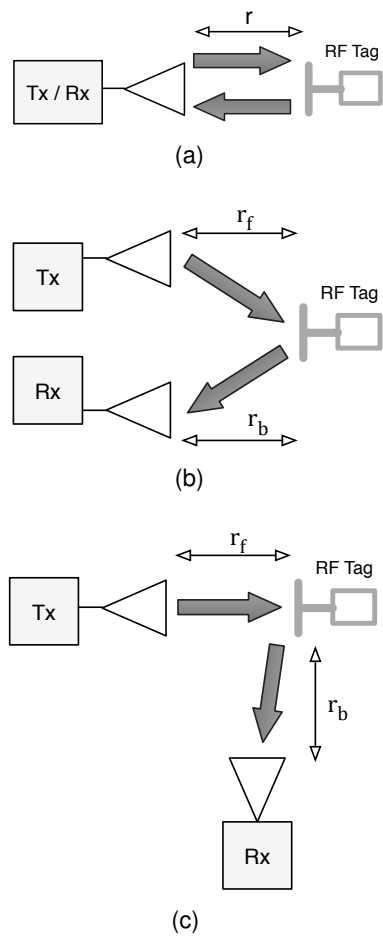 r
RF Tag
Tx / Rx
(a)
r_f
Tx
RF Tag
Rx
r_b
(b)
r_f
RF Tag
Tx
r_b
Rx
(c)